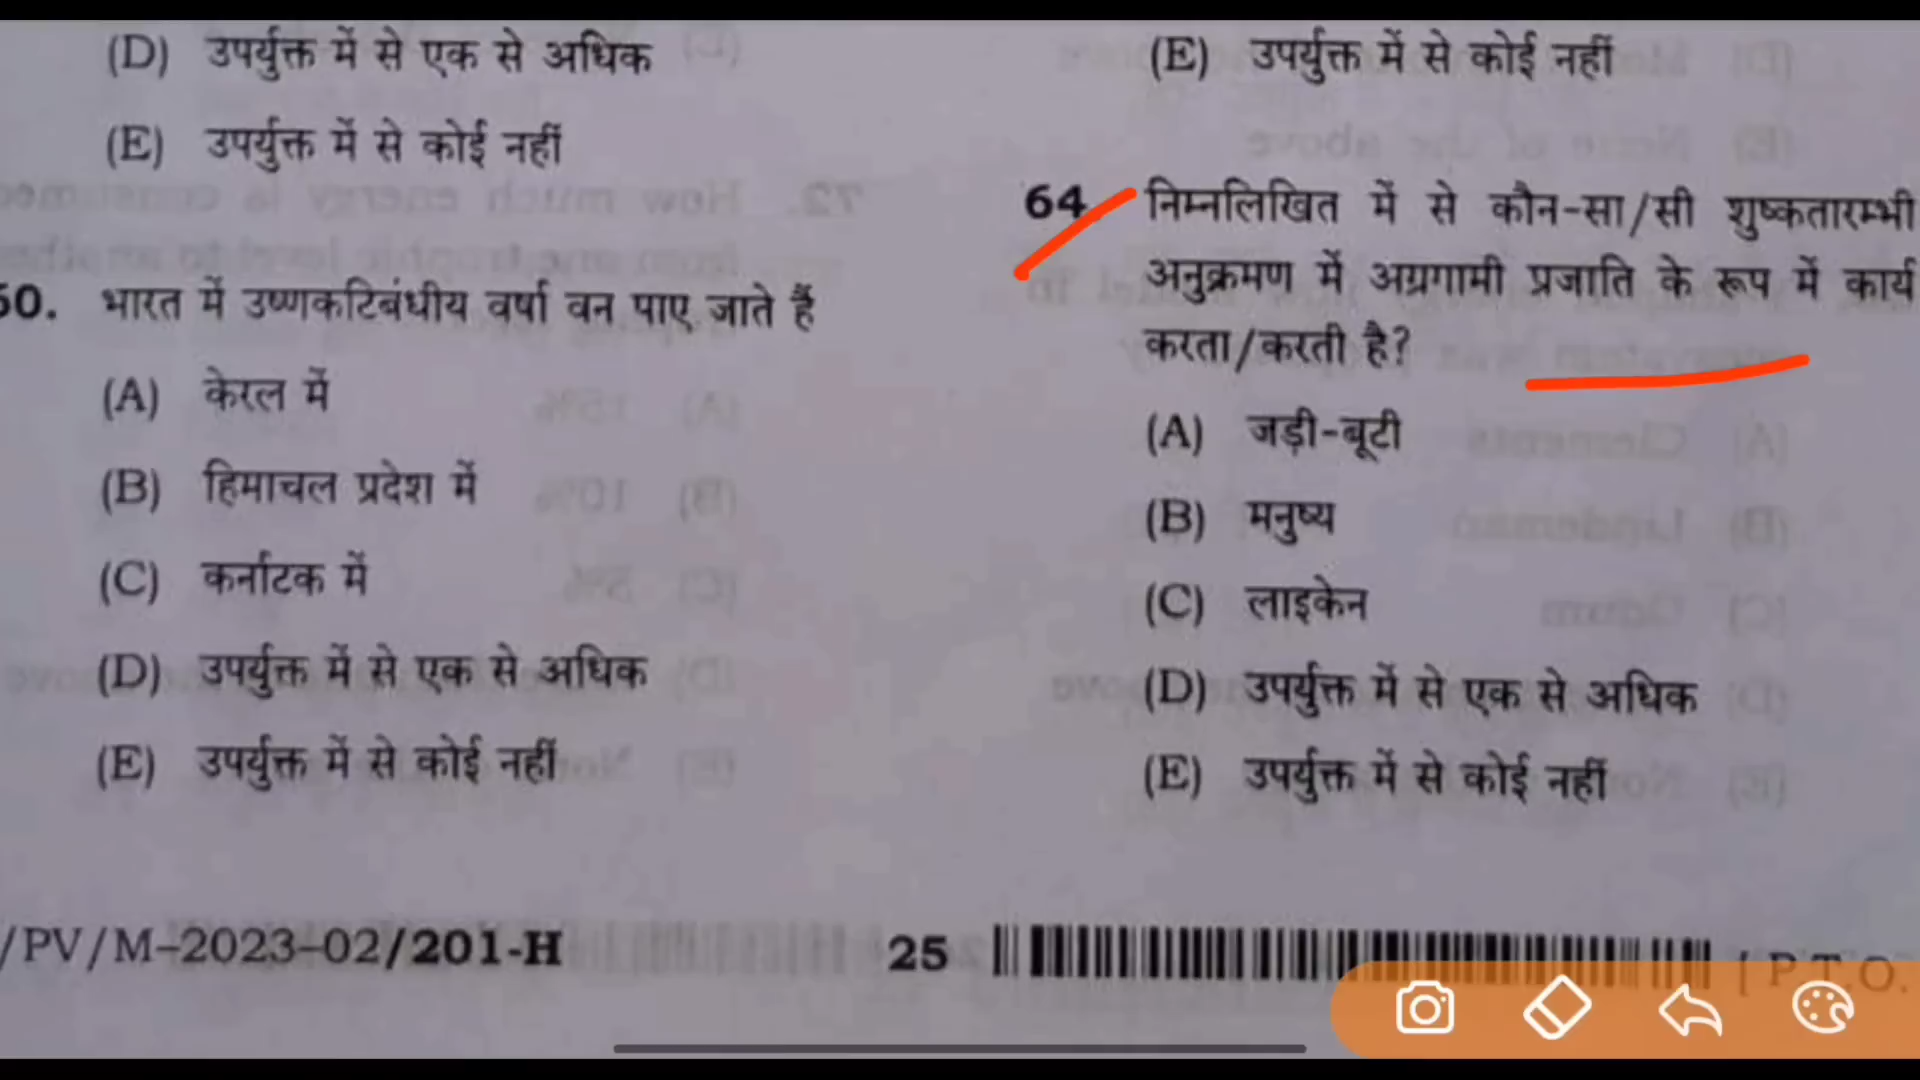 (D) उपर्युक्त में से एक से अधिक
(E) उपर्युक्त में से कोई नहीं
60. भारत में उष्णकटिबंधीय वर्षा वन पाए जाते हैं
(A) केरल में
(B) हिमाचल प्रदेश में
(C) कर्नाटक में
(D) उपर्युक्त में से एक से अधिक
(E) उपर्युक्त में से कोई नहीं
(E) उपर्युक्त में से कोई नहीं
64 निम्नलिखित में से कौन-सा/सी शुष्कतारम्भी
अनुक्रमण में अग्रगामी प्रजाति के रूप में कार्य
करता/करती है?
(A) जड़ी-बूटी
(B) मनुष्य
(C) लाइकेन
(D) उपर्युक्त में से एक से अधिक
(E) उपर्युक्त में से कोई नहीं
/PV/M-2023-02/201-H 25 [ P.T.O.